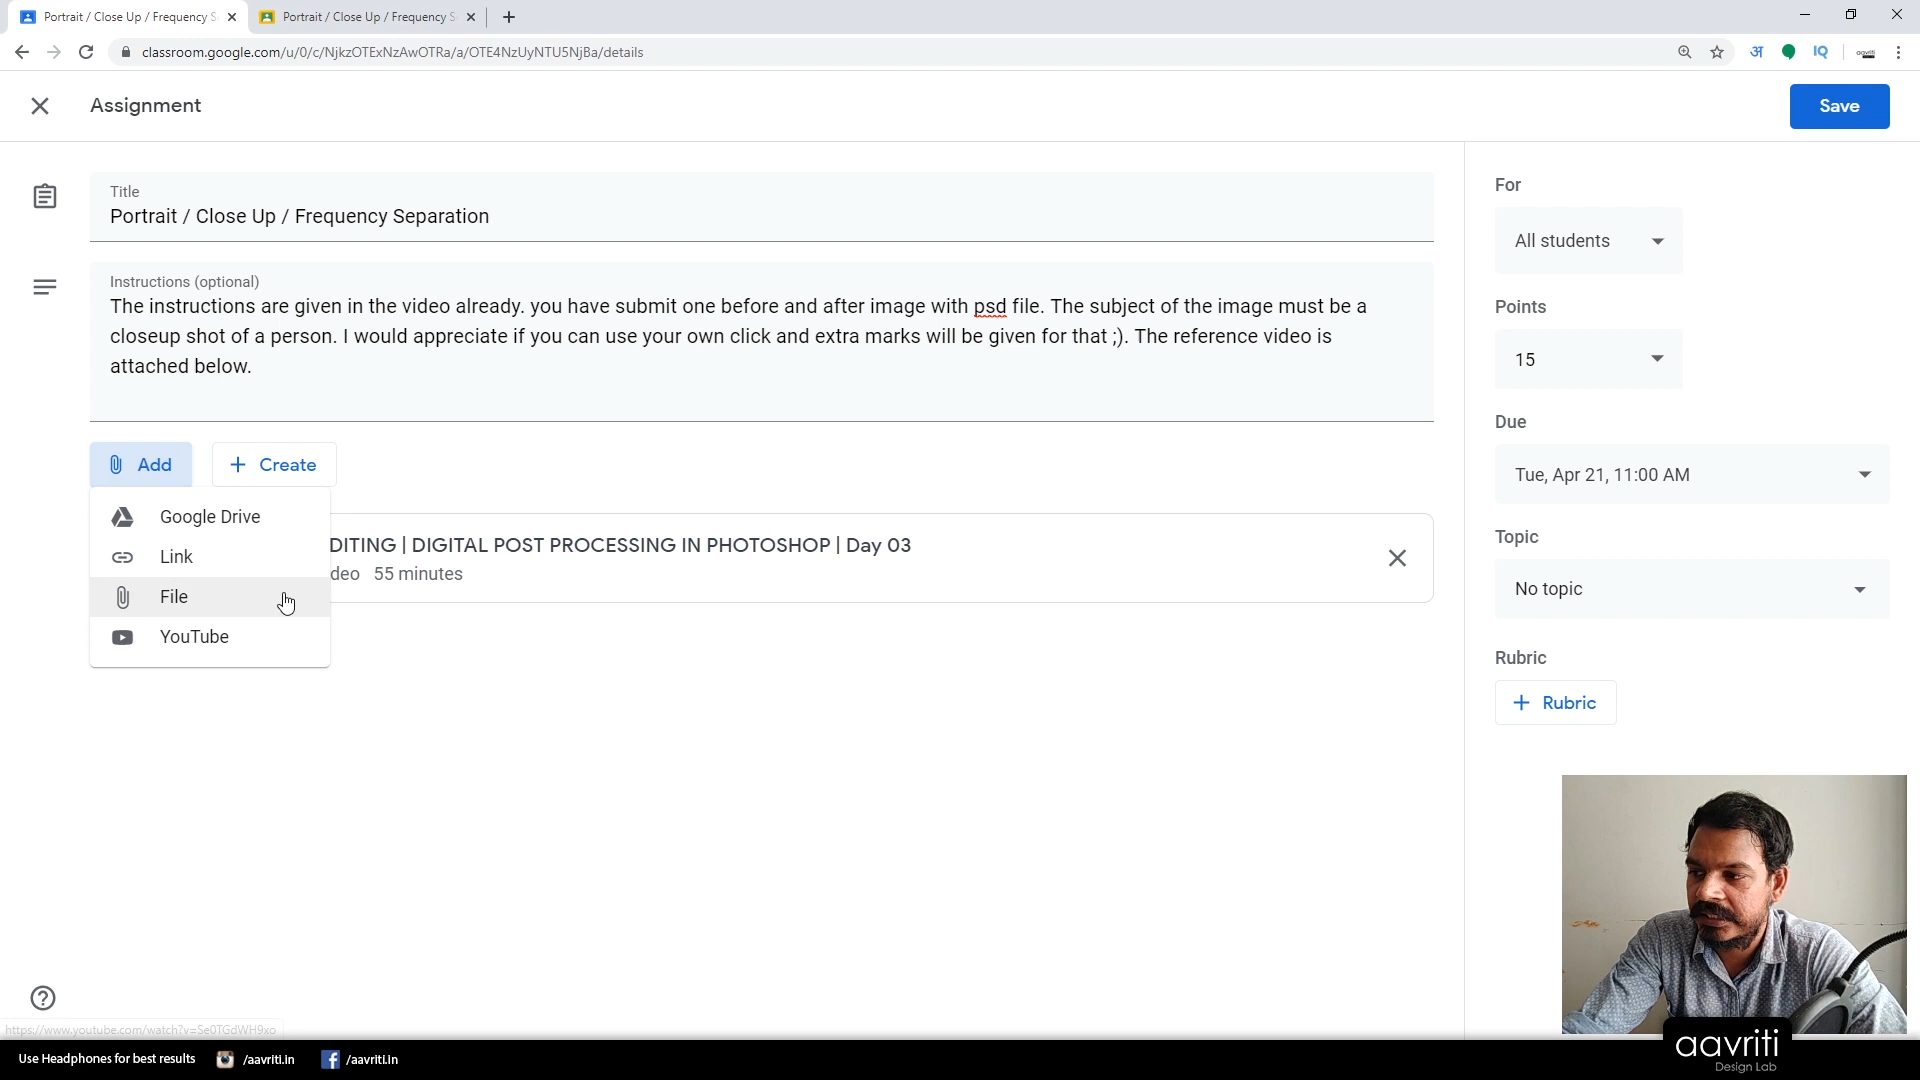 Portrait / Close Up / Frequency S
Portrait / Close Up / Frequency S
classroom.google.com/u/0/c/NjkzOTExNzAwOTRa/a/OTE4NzUyNTU5NjBa/details
अ
IQ
Assignment
Save
Title
Portrait / Close Up / Frequency Separation
Instructions (optional)
The instructions are given in the video already. you have submit one before and after image with psd file. The subject of the image must be a
closeup shot of a person. I would appreciate if you can use your own click and extra marks will be given for that ;). The reference video is
attached below.
Add
Create
Google Drive
Link
File
YouTube
DITING | DIGITAL POST PROCESSING IN PHOTOSHOP | Day 03
deo 55 minutes
For
All students
Points
15
Due
Tue, Apr 21, 11:00 AM
Topic
No topic
Rubric
Rubric
https://www.youtube.com/watch?v=Se0TGdWH9xo
Use Headphones for best results
/aavriti.in
/aavriti.in
aavriti
Design Lab